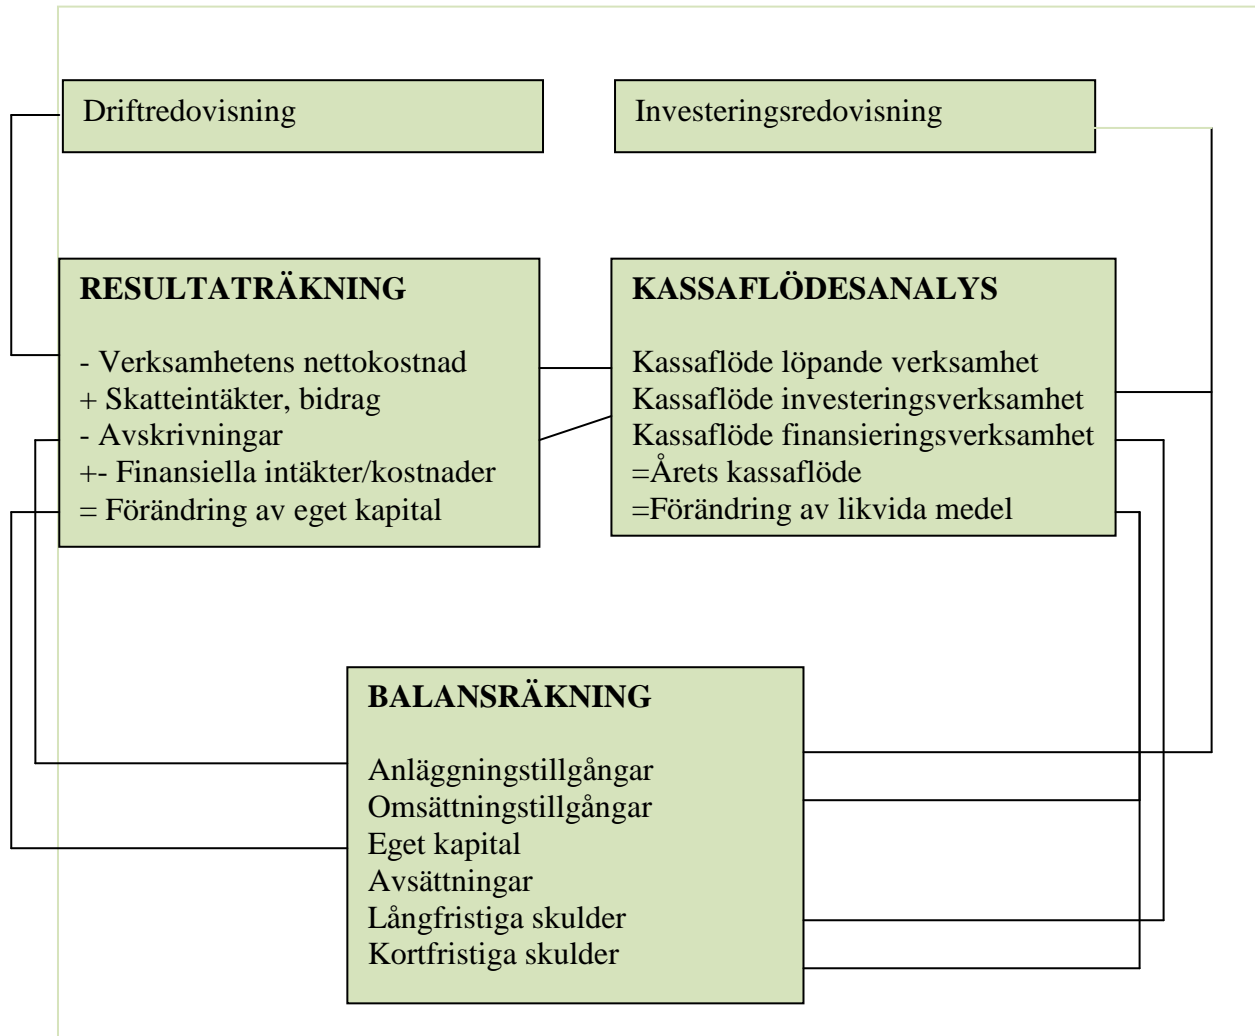 Driftredovisning
Investeringsredovisning
RESULTATRÄKNING
- Verksamhetens nettokostnad
+ Skatteintäkter, bidrag
- Avskrivningar
+- Finansiella intäkter/kostnader
= Förändring av eget kapital
KASSAFLÖDESANALYS
Kassaflöde löpande verksamhet
Kassaflöde investeringsverksamhet
Kassaflöde finansieringsverksamhet
=Årets kassaflöde
=Förändring av likvida medel
BALANSRÄKNING
Anläggningstillgångar
Omsättningstillgångar
Eget kapital
Avsättningar
Långfristiga skulder
Kortfristiga skulder